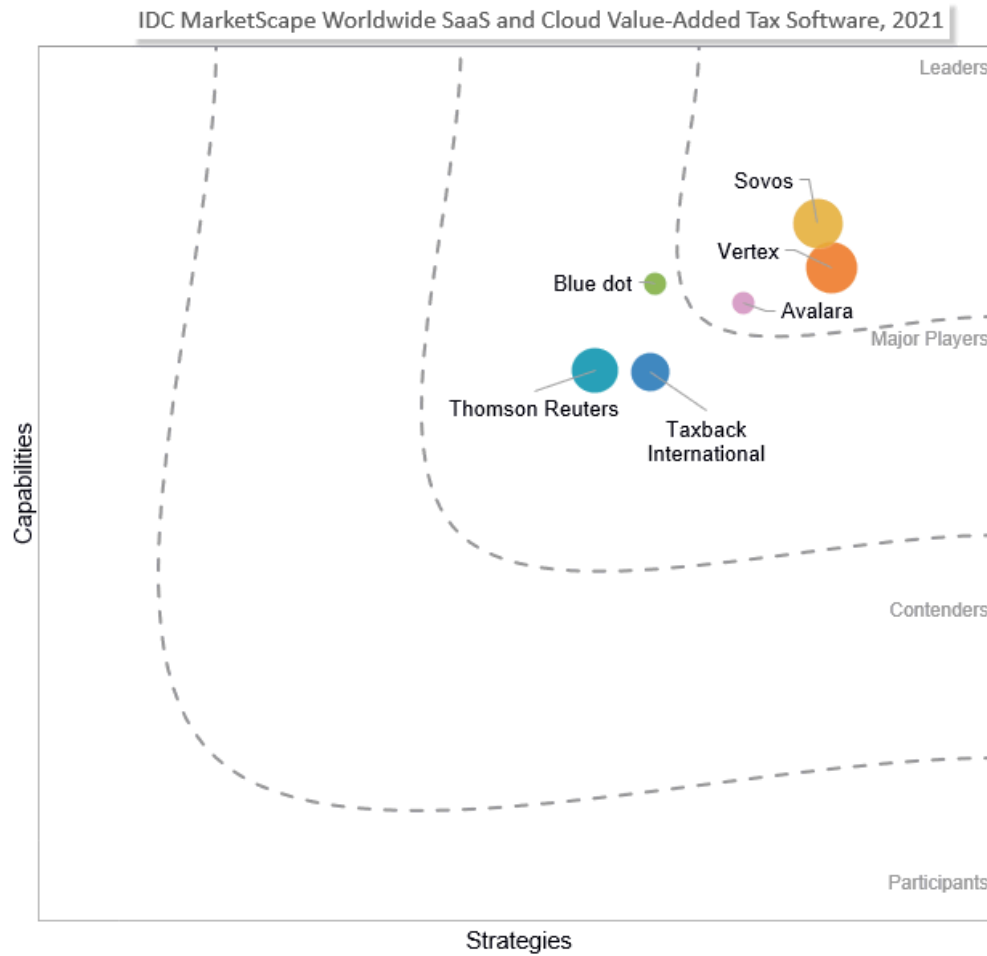 IDC MarketScape Worldwide SaaS and Cloud Value-Added Tax Software, 2021
Leaders
Sovos
Vertex
Blue dot
Avalara
Major Players
Thomson Reuters
Taxback
International
Capabilities
Contenders
Participants
Strategies